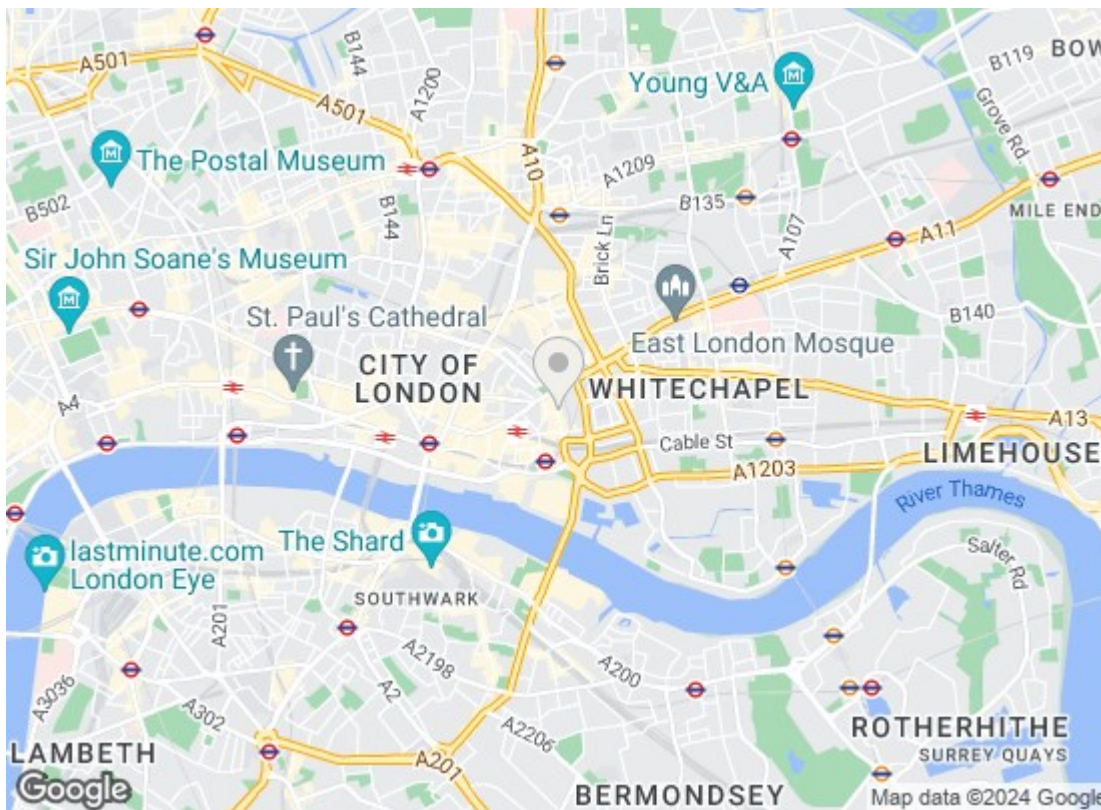 A501
B144
A1200
BOW
B119
Young V&A
A501
A10
Grove Rd.
The Postal Museum
A1209
B502
B144
B135
A107
MILE END
A11
Brick Ln
Sir John Soane's Museum
St. Paul's Cathedral
B140
East London Mosque
CITY OF
LONDON
WHITECHAPEL
A4
A13
Cable St
LIMEHOUSE
A1203
River Thames
The Shard
lastminute.com
London Eye
Salter Rd
SOUTHWARK
A201
A2198
A200
A3036
A2
A302
A2206
ROTHERHITHE
SURREY QUAYS
LAMBETH
A201
Google
BERMONDSEY
Map data ©2024 Google